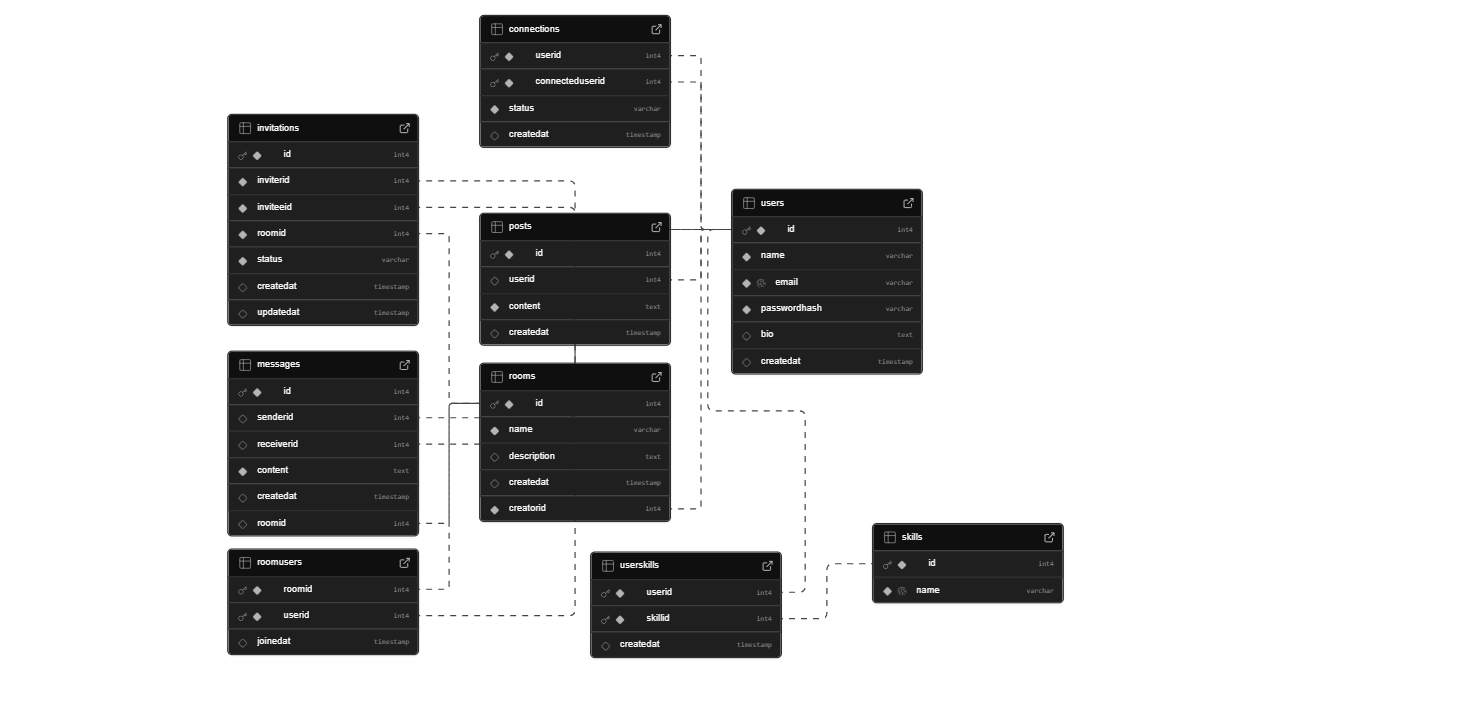 connections
userid int4
connecteduserid int4
status varchar
createdat timestamp
invitations
id int4
inviterid int4
inviteeid int4
roomid int4
status varchar
createdat timestamp
updatedat timestamp
posts
id int4
userid int4
content text
createdat timestamp
users
id int4
name varchar
email varchar
passwordhash varchar
bio text
createdat timestamp
messages
id int4
senderid int4
receiverid int4
content text
createdat timestamp
roomid int4
rooms
id int4
name varchar
description text
createdat timestamp
creatorid int4
roomusers
roomid int4
userid int4
joinedat timestamp
userskills
userid int4
skillid int4
createdat timestamp
skills
id int4
name varchar